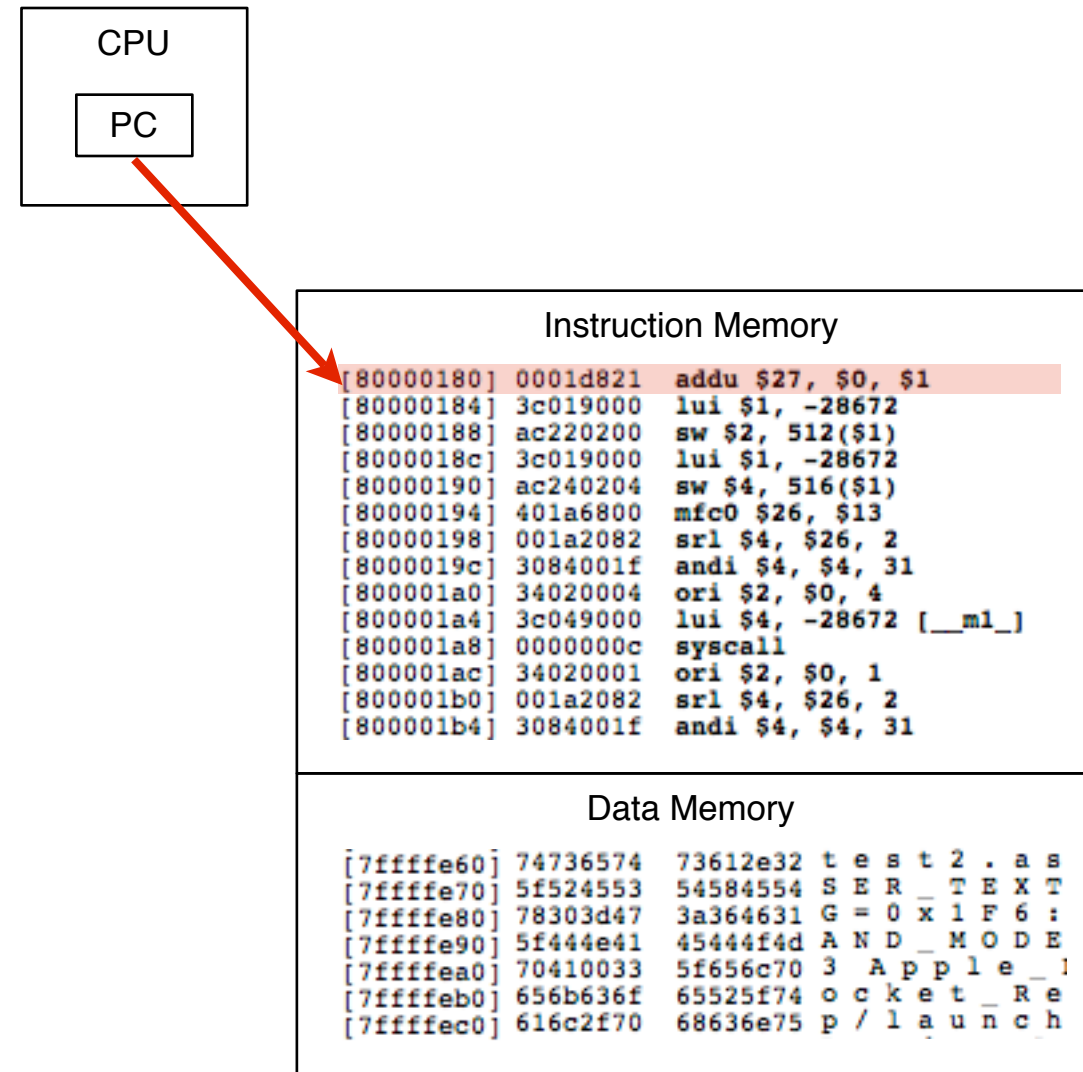 CPU
PC
Instruction Memory
[80000180] 0001d821 addu $27, $0, $1
[80000184] 3c019000 lui $1, -28672
[80000188] ac220200 sw $2, 512($1)
[8000018c] 3c019000 lui $1, -28672
[80000190] ac240204 sw $4, 516($1)
[80000194] 401a6800 mfc0 $26, $13
[80000198] 001a2082 srl $4, $26, 2
[8000019c] 3084001f andi $4, $4, 31
[800001a0] 34020004 ori $2, $0, 4
[800001a4] 3c049000 lui $4, -28672 [__m1_]
[800001a8] 0000000c syscall
[800001ac] 34020001 ori $2, $0, 1
[800001b0] 001a2082 srl $4, $26, 2
[800001b4] 3084001f andi $4, $4, 31
Data Memory
[7ffffe60] 74736574 73612e32 t e s t 2 . a s
[7ffffe70] 5f524553 54584554 S E R _ T E X T
[7ffffe80] 78303d47 3a364631 G = 0 x 1 F 6 :
[7ffffe90] 5f444e41 45444f4d A N D _ M O D E
[7ffffea0] 70410033 5f656c70 3 A p p l e _
[7ffffeb0] 656b636f 65525f74 o c k e t _ R e
[7ffffec0] 616c2f70 68636e75 p / l a u n c h